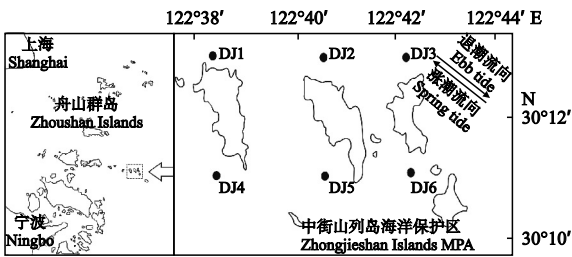 122°38′ 122°40′ 122°42′ 122°44′ E
上海
Shanghai
舟山群岛
Zhoushan Islands
宁波
Ningbo
DJ1 DJ2 DJ3
退潮流向
Ebb tide
涨潮流向
Spring tide
N
30°12′
DJ4 DJ5 DJ6
中街山列岛海洋保护区
Zhongjieshan Islands MPA
30°10′